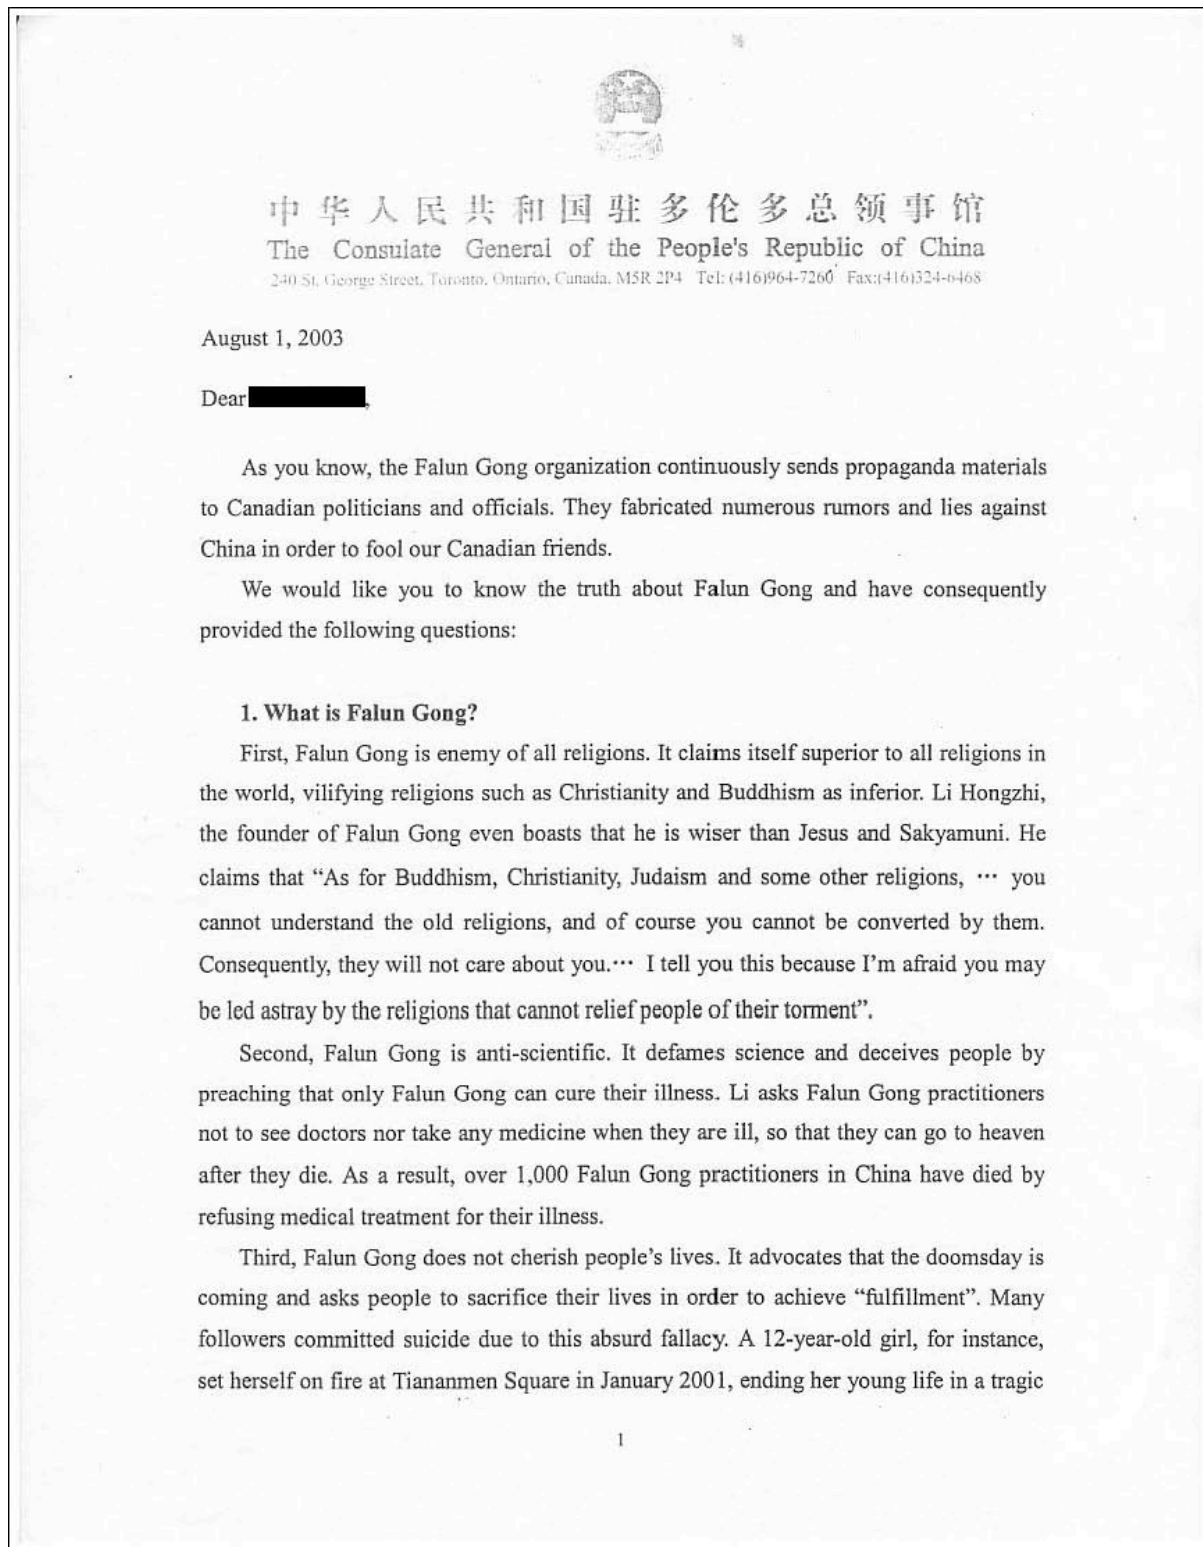 中华人民共和国驻多伦多总领事馆
The Consulate General of the People's Republic of China
240 St. George Street, Toronto, Ontario, Canada, M5R 2P4 Tel: (416)964-7260 Fax:(416)324-6468
August 1, 2003
Dear ,
As you know, the Falun Gong organization continuously sends propaganda materials
to Canadian politicians and officials. They fabricated numerous rumors and lies against
China in order to fool our Canadian friends.
We would like you to know the truth about Falun Gong and have consequently
provided the following questions:
1. What is Falun Gong?
First, Falun Gong is enemy of all religions. It claims itself superior to all religions in
the world, vilifying religions such as Christianity and Buddhism as inferior. Li Hongzhi,
the founder of Falun Gong even boasts that he is wiser than Jesus and Sakyamuni. He
claims that “As for Buddhism, Christianity, Judaism and some other religions, ··· you
cannot understand the old religions, and of course you cannot be converted by them.
Consequently, they will not care about you.··· I tell you this because I’m afraid you may
be led astray by the religions that cannot relief people of their torment”.
Second, Falun Gong is anti-scientific. It defames science and deceives people by
preaching that only Falun Gong can cure their illness. Li asks Falun Gong practitioners
not to see doctors nor take any medicine when they are ill, so that they can go to heaven
after they die. As a result, over 1,000 Falun Gong practitioners in China have died by
refusing medical treatment for their illness.
Third, Falun Gong does not cherish people’s lives. It advocates that the doomsday is
coming and asks people to sacrifice their lives in order to achieve “fulfillment”. Many
followers committed suicide due to this absurd fallacy. A 12-year-old girl, for instance,
set herself on fire at Tiananmen Square in January 2001, ending her young life in a tragic
1